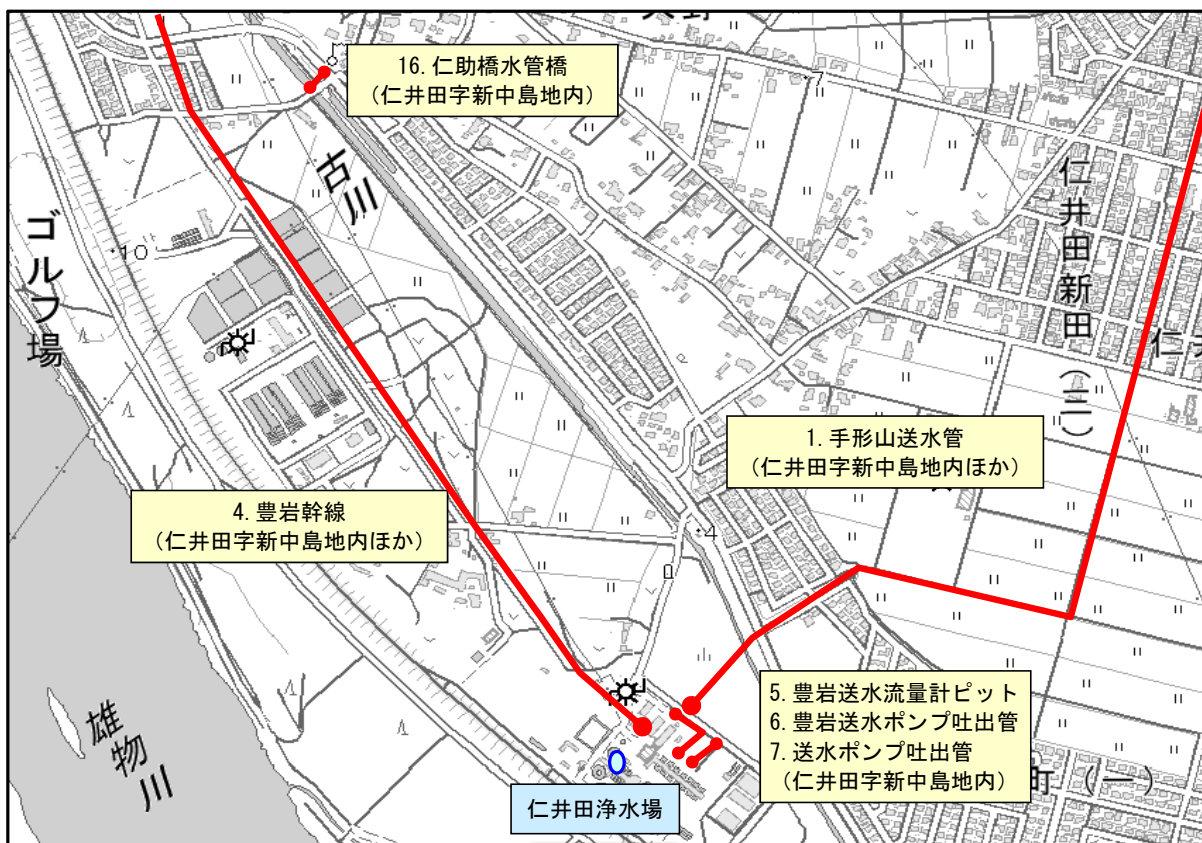 16. 仁助橋水管橋
（仁井田字新中島地内）
7
古川
仁井田新田（三）
ゴルフ場
10
1. 手形山送水管
（仁井田字新中島地内ほか）
4. 豊岩幹線
（仁井田字新中島地内ほか）
4
5. 豊岩送水流量計ピット
6. 豊岩送水ポンプ吐出管
7. 送水ポンプ吐出管
（仁井田字新中島地内）
町（一）
雄物川
仁井田浄水場